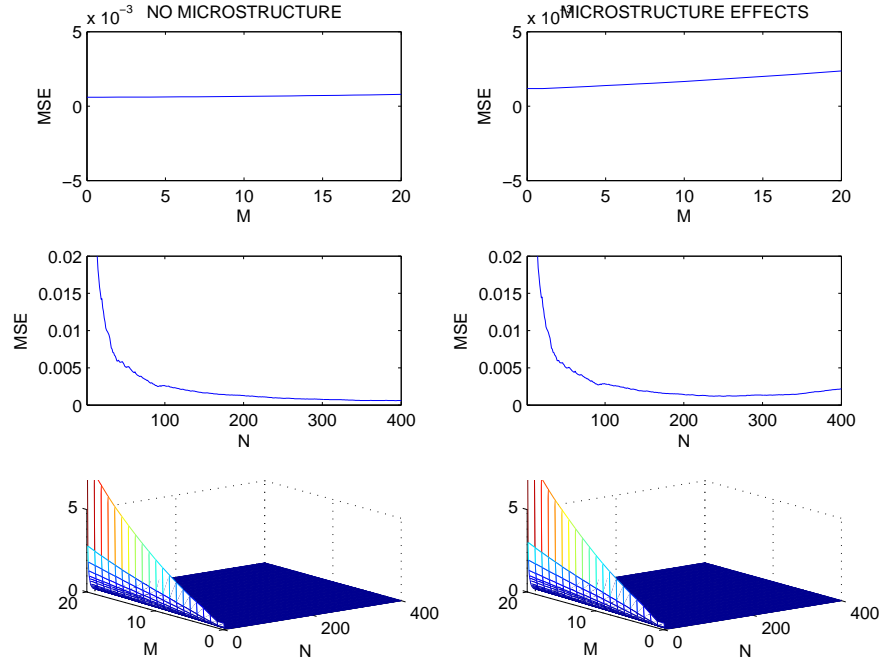 x 10⁻³ NO MICROSTRUCTURE
5
0
−5
MSE
0 5 10 15 20
M
x 10⁻³ MICROSTRUCTURE EFFECTS
5
0
−5
MSE
0 5 10 15 20
M
0.02
0.015
0.01
0.005
0
MSE
100 200 300 400
N
0.02
0.015
0.01
0.005
0
MSE
100 200 300 400
N
5
0
20 10 0
M
0 200 400
N
5
0
20 10 0
M
0 200 400
N